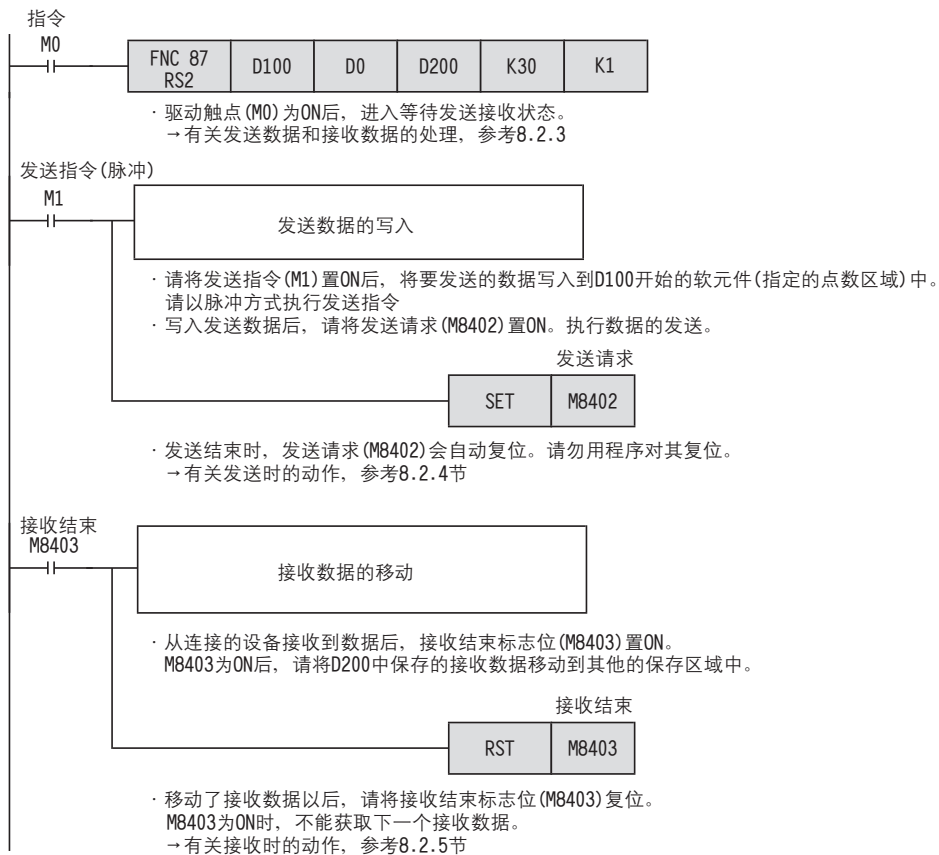 指令
M0
FNC 87
RS2
D100
D0
D200
K30
K1
·驱动触点(M0)为ON后，进入等待发送接收状态。
→有关发送数据和接收数据的处理，参考8.2.3
发送指令(脉冲)
M1
发送数据的写入
·请将发送指令(M1)置ON后，将要发送的数据写入到D100开始的软元件(指定的点数区域)中。
请以脉冲方式执行发送指令
·写入发送数据后，请将发送请求(M8402)置ON。执行数据的发送。
发送请求
SET
M8402
·发送结束时，发送请求(M8402)会自动复位。请勿用程序对其复位。
→有关发送时的动作，参考8.2.4节
接收结束
M8403
接收数据的移动
·从连接的设备接收到数据后，接收结束标志位(M8403)置ON。
M8403为ON后，请将D200中保存的接收数据移动到其他的保存区域中。
接收结束
RST
M8403
·移动了接收数据以后，请将接收结束标志位(M8403)复位。
M8403为ON时，不能获取下一个接收数据。
→有关接收时的动作，参考8.2.5节